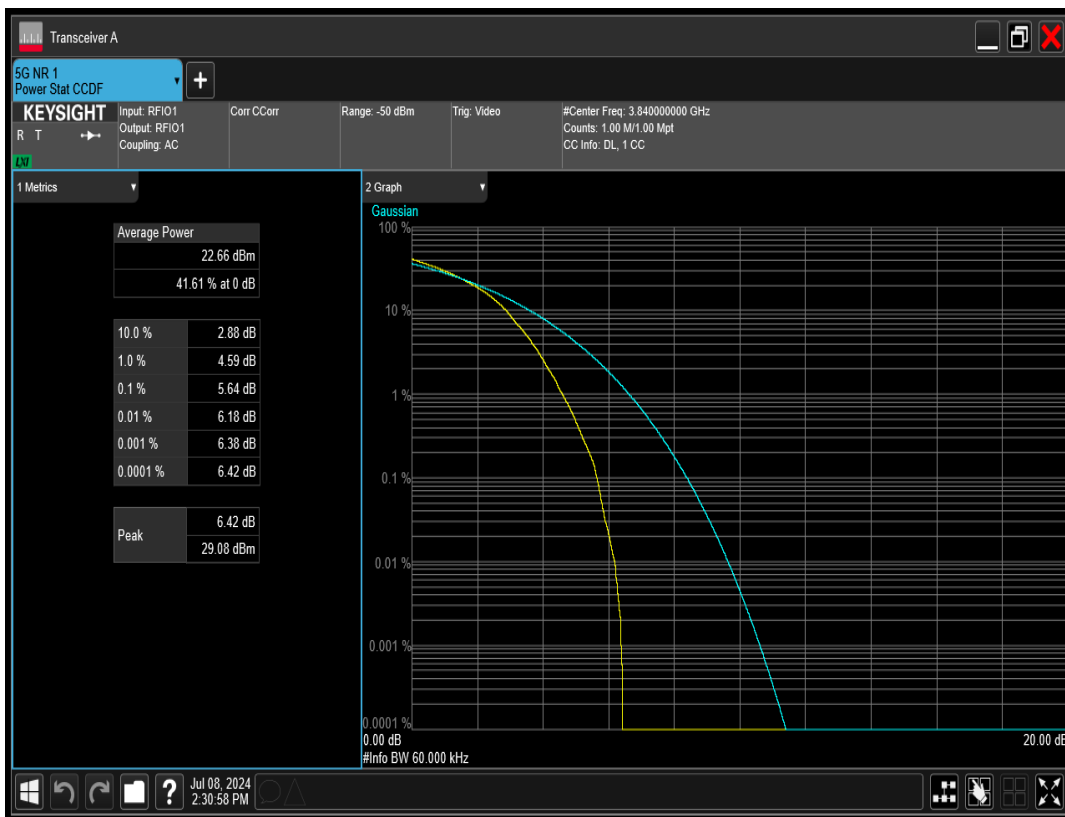 Transceiver A
5G NR 1
Power Stat CCDF
+
KEYSIGHT
R T
LXI
Input: RFIO1
Output: RFIO1
Coupling: AC
Corr CCorr
Range: -50 dBm
Trig: Video
#Center Freq: 3.840000000 GHz
Counts: 1.00 M/1.00 Mpt
CC Info: DL, 1 CC
1 Metrics
Average Power
22.66 dBm
41.61 % at 0 dB
10.0 % 2.88 dB
1.0 % 4.59 dB
0.1 % 5.64 dB
0.01 % 6.18 dB
0.001 % 6.38 dB
0.0001 % 6.42 dB
Peak
6.42 dB
29.08 dBm
2 Graph
Gaussian
100 %
10 %
1 %
0.1 %
0.01 %
0.001 %
0.0001 %
0.00 dB 20.00 dB
#Info BW 60.000 kHz
?
Jul 08, 2024
2:30:58 PM